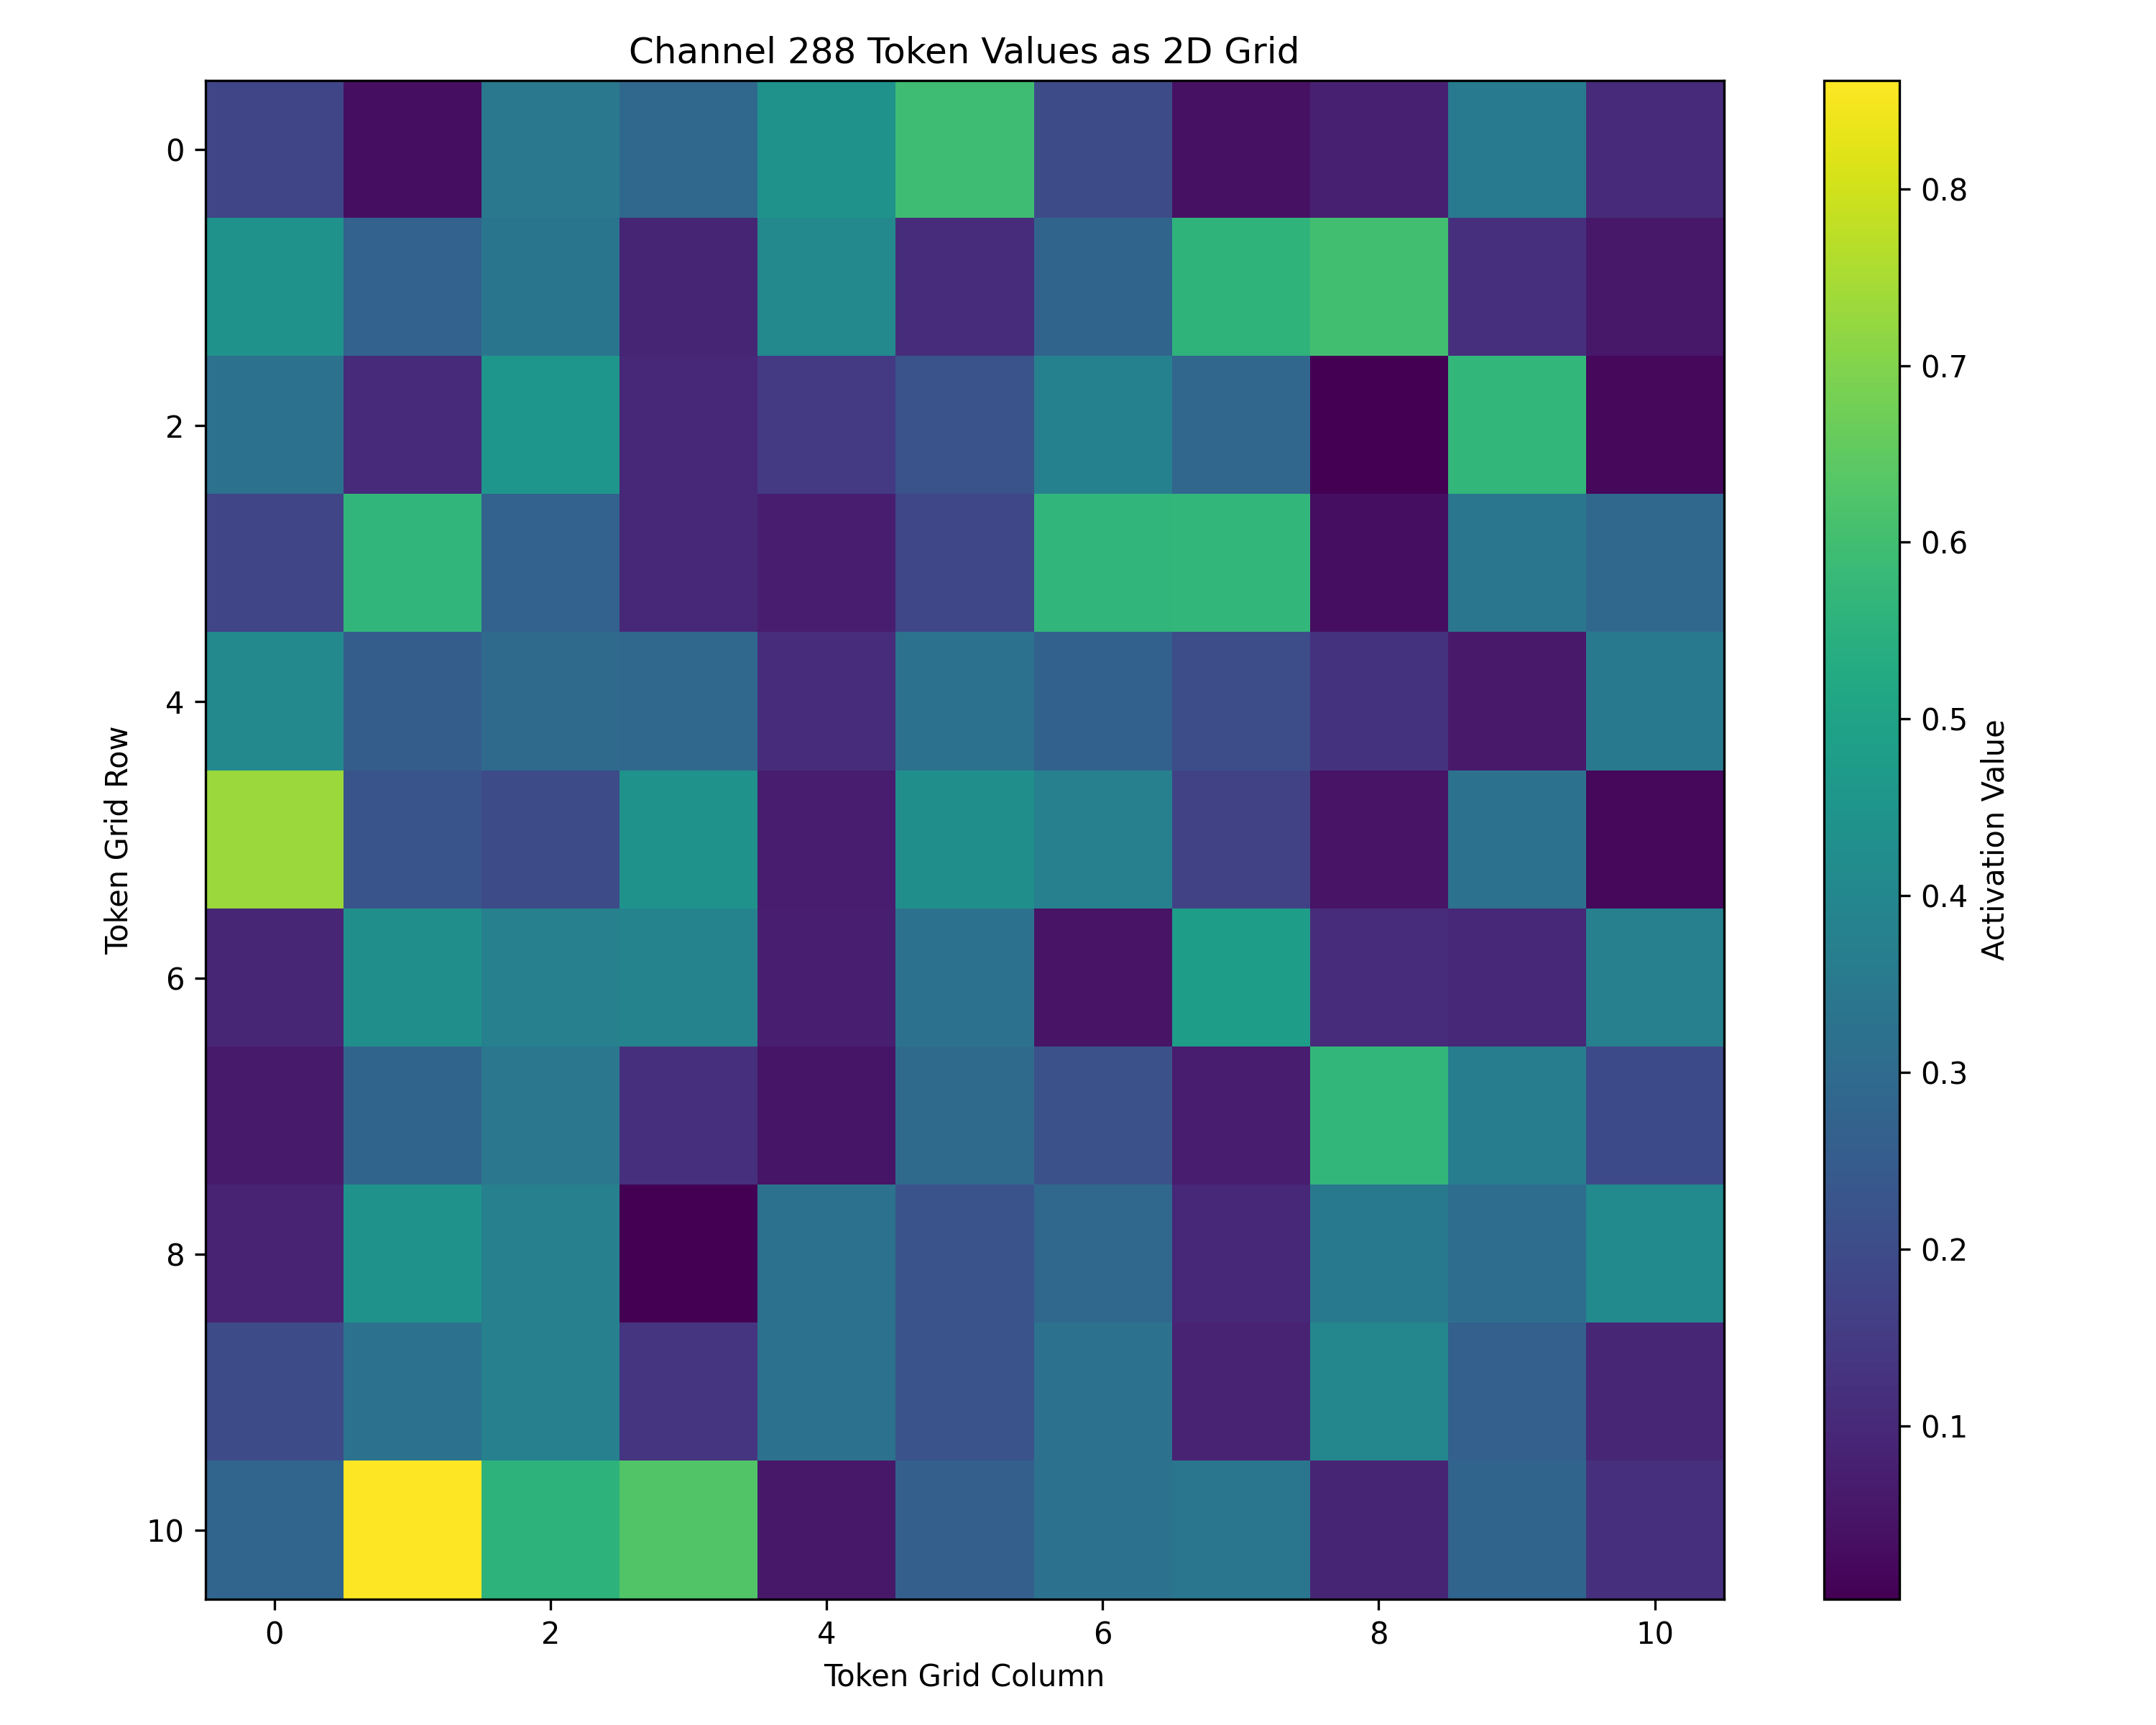 Channel 288 Token Values as 2D Grid
Token Grid Row
0
2
4
6
8
10
0 2 4 6 8 10
Token Grid Column
0.8
0.7
0.6
0.5
0.4
0.3
0.2
0.1
Activation Value